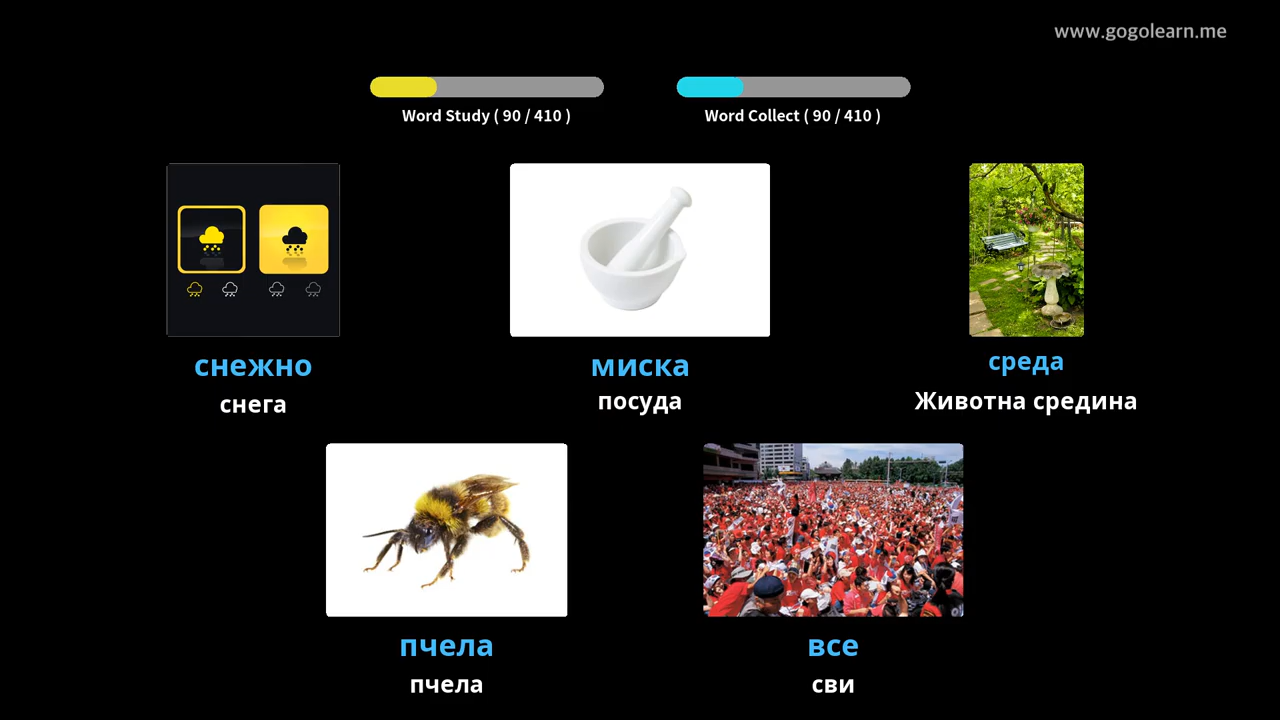 www.gogolearn.me
Word Study ( 90 / 410 )
Word Collect ( 90 / 410 )
снежно
снега
миска
посуда
среда
Животна средина
пчела
пчела
все
сви